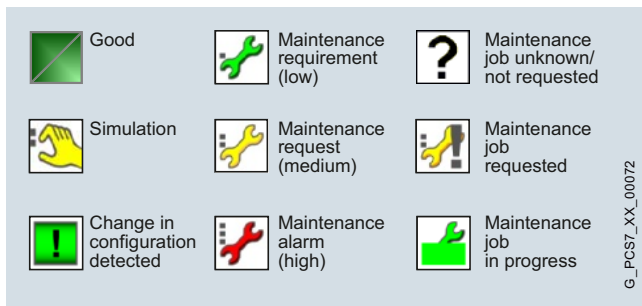 Good
Maintenance
requirement
(low)
Maintenance
job unknown/
not requested
Simulation
Maintenance
request
(medium)
Maintenance
job
requested
Change in
configuration
detected
Maintenance
alarm
(high)
Maintenance
job
in progress
G_PCS7_XX_00072